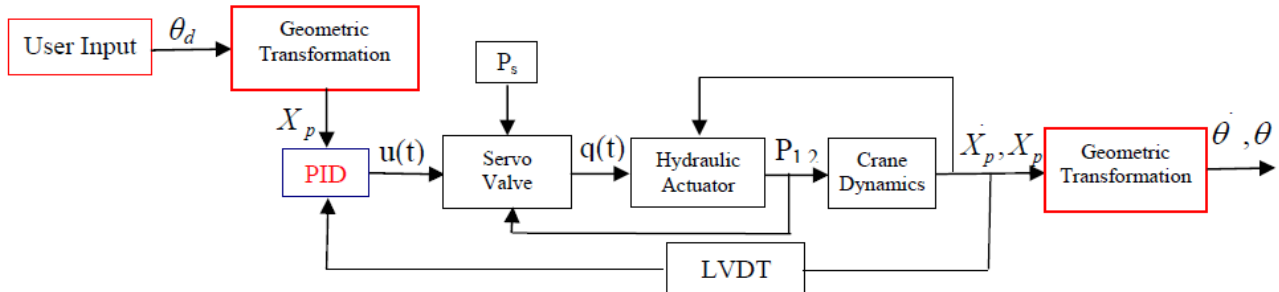 User Input
θd
Geometric
Transformation
Ps
Xp
PID
u(t)
Servo
Valve
q(t)
Hydraulic
Actuator
P1,2
Crane
Dynamics
Ẋp, Xp
Geometric
Transformation
θ̇, θ
LVDT